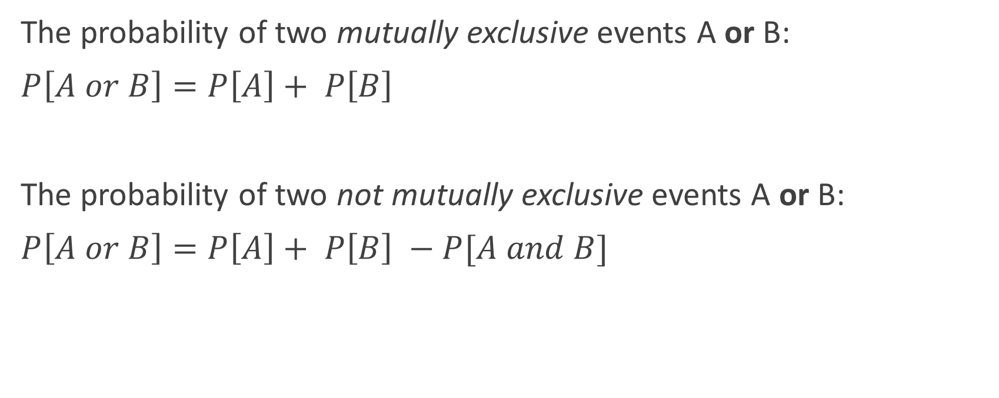 The probability of two mutually exclusive events A or B:
P[A or B] = P[A] + P[B]
The probability of two not mutually exclusive events A or B:
P[A or B] = P[A] + P[B] − P[A and B]